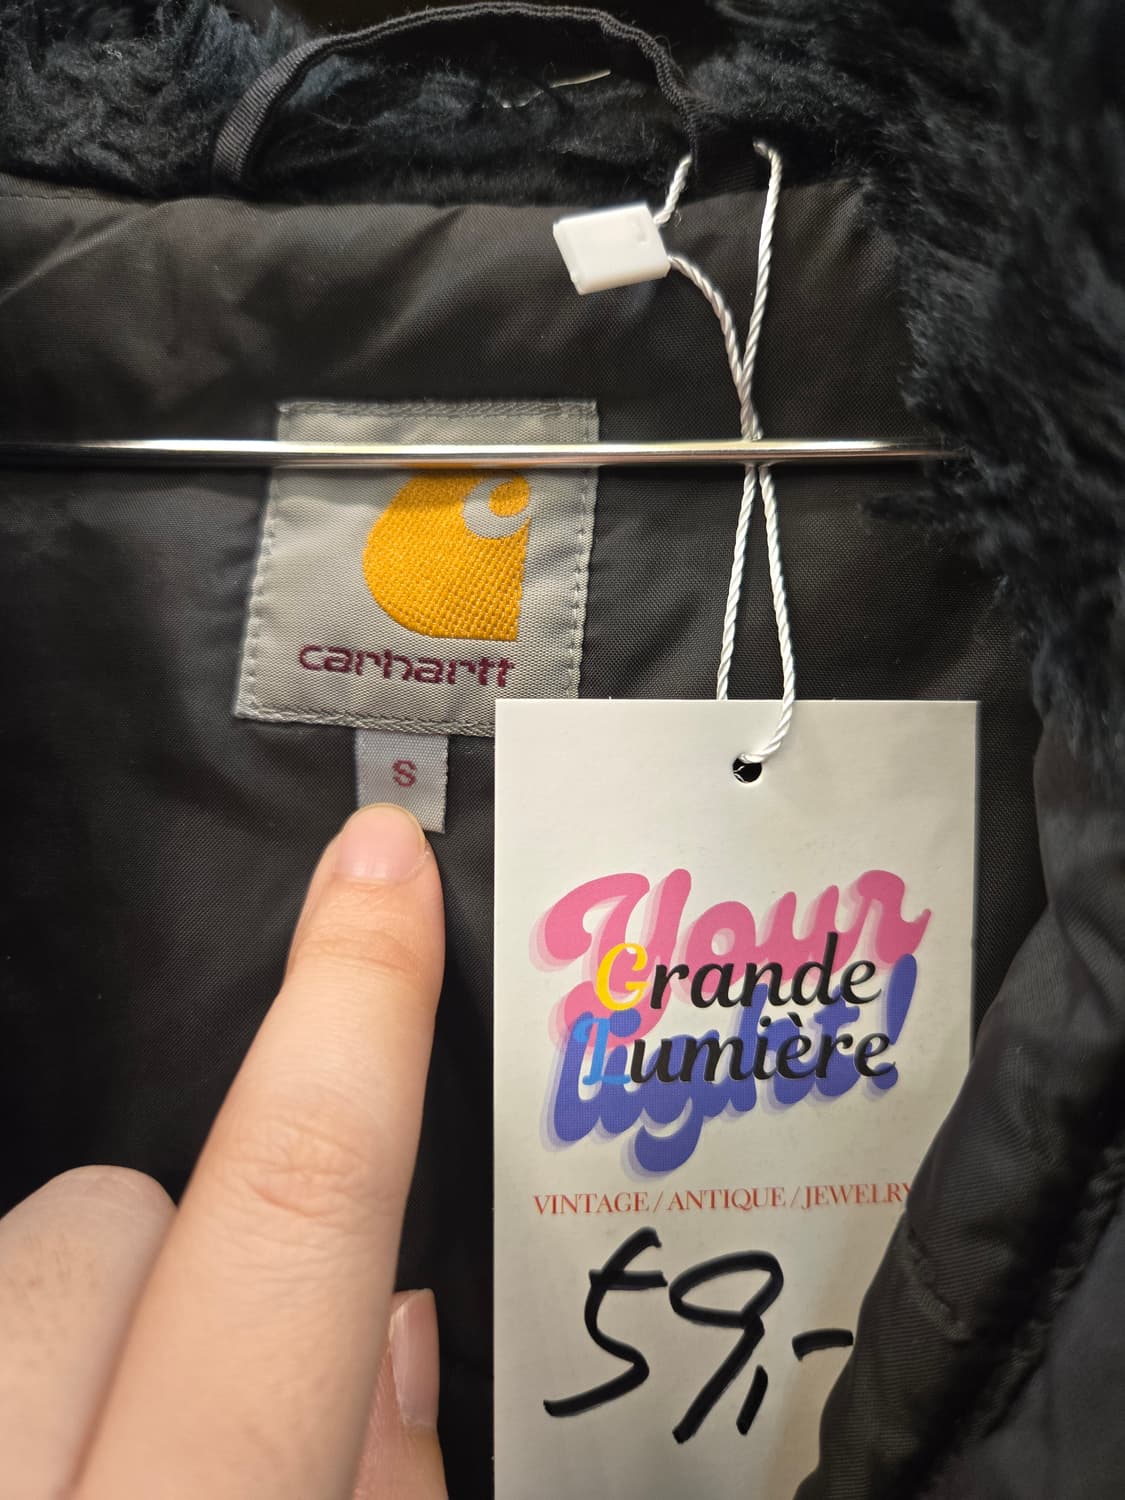 carhartt
S
Your
Grande
light!
Lumière
VINTAGE / ANTIQUE / JEWELRY
59,-